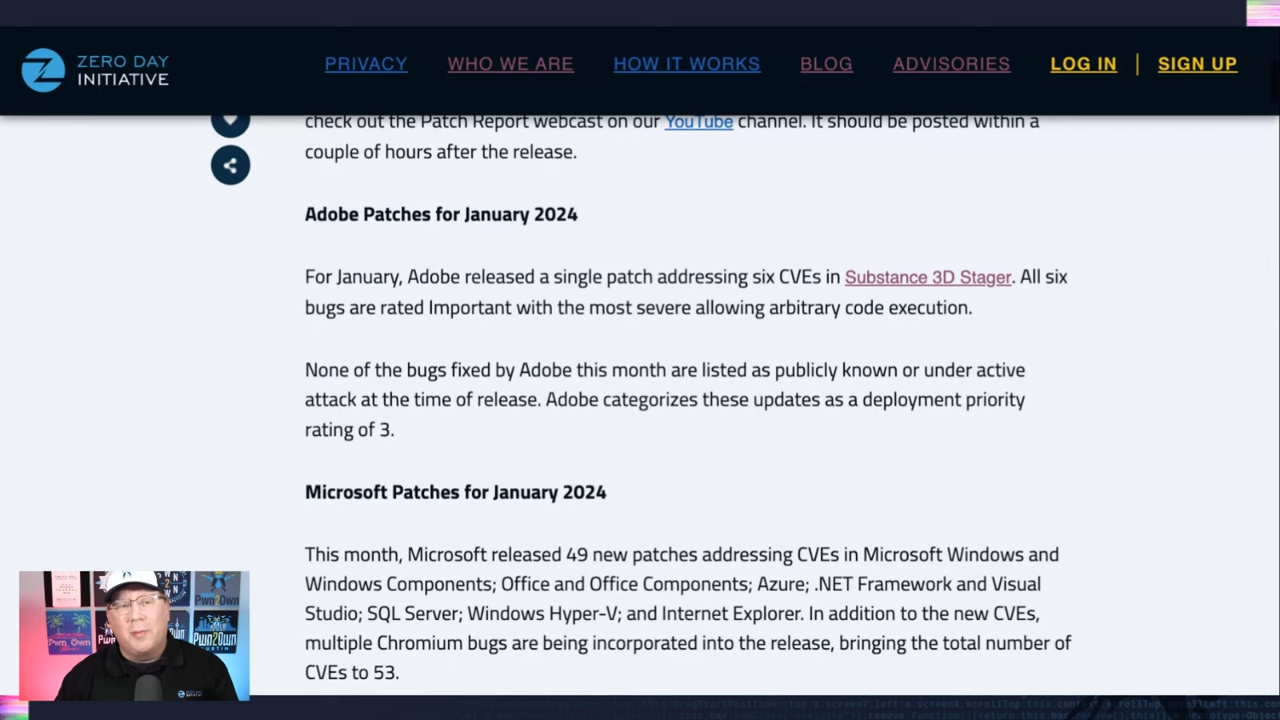 ZERO DAY
INITIATIVE
PRIVACY
WHO WE ARE
HOW IT WORKS
BLOG
ADVISORIES
LOG IN
SIGN UP
check out the Patch Report webcast on our YouTube channel. It should be posted within a
couple of hours after the release.
Adobe Patches for January 2024
For January, Adobe released a single patch addressing six CVEs in Substance 3D Stager. All six
bugs are rated Important with the most severe allowing arbitrary code execution.
None of the bugs fixed by Adobe this month are listed as publicly known or under active
attack at the time of release. Adobe categorizes these updates as a deployment priority
rating of 3.
Microsoft Patches for January 2024
This month, Microsoft released 49 new patches addressing CVEs in Microsoft Windows and
Windows Components; Office and Office Components; Azure; .NET Framework and Visual
Studio; SQL Server; Windows Hyper-V; and Internet Explorer. In addition to the new CVEs,
multiple Chromium bugs are being incorporated into the release, bringing the total number of
CVEs to 53.
Pwn2Own
ZERO DAY
INITIATIVE